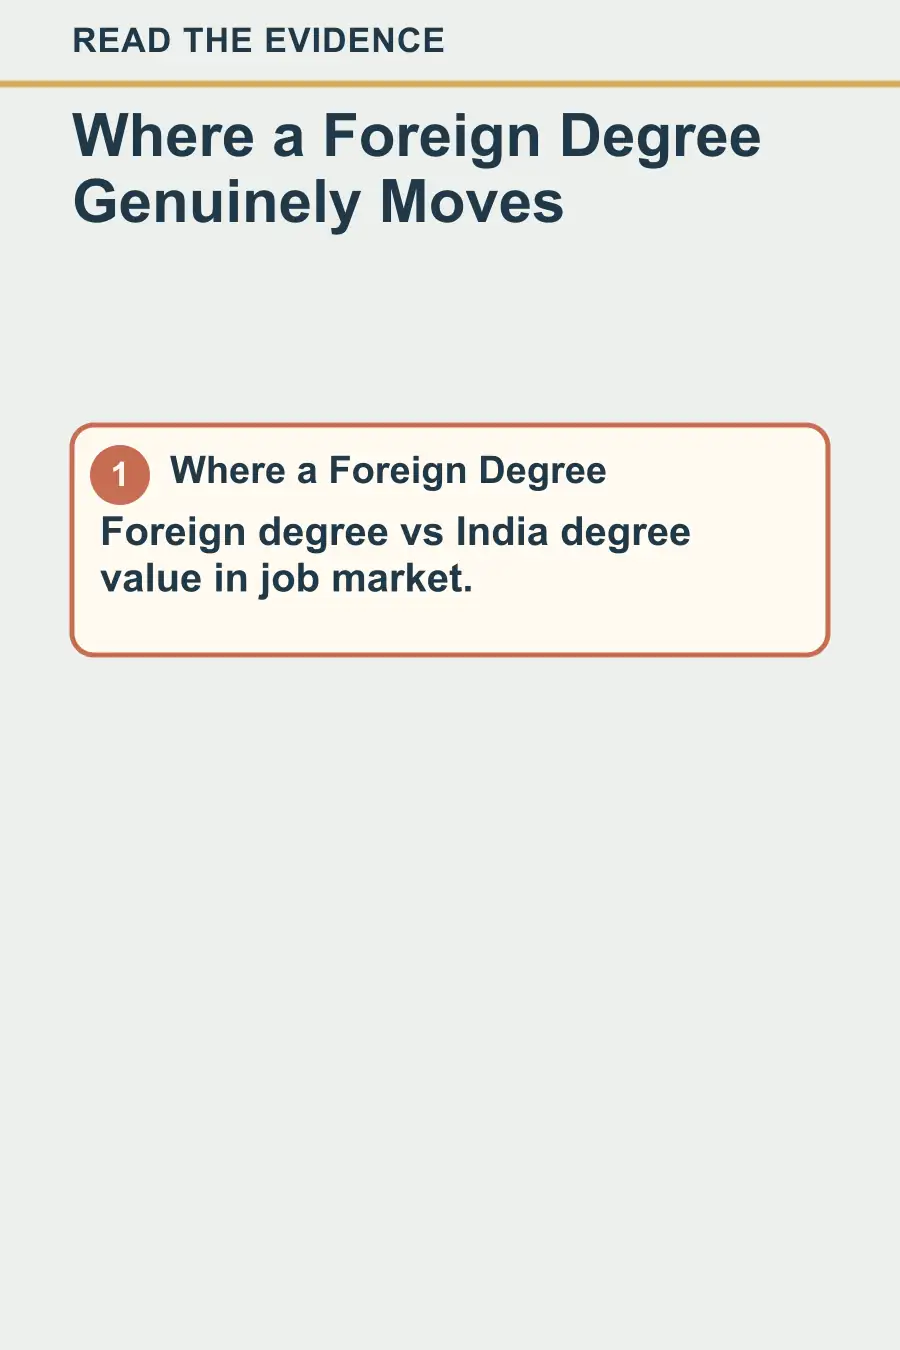 READ THE EVIDENCE
Where a Foreign Degree
Genuinely Moves
1 Where a Foreign Degree
Foreign degree vs India degree
value in job market.